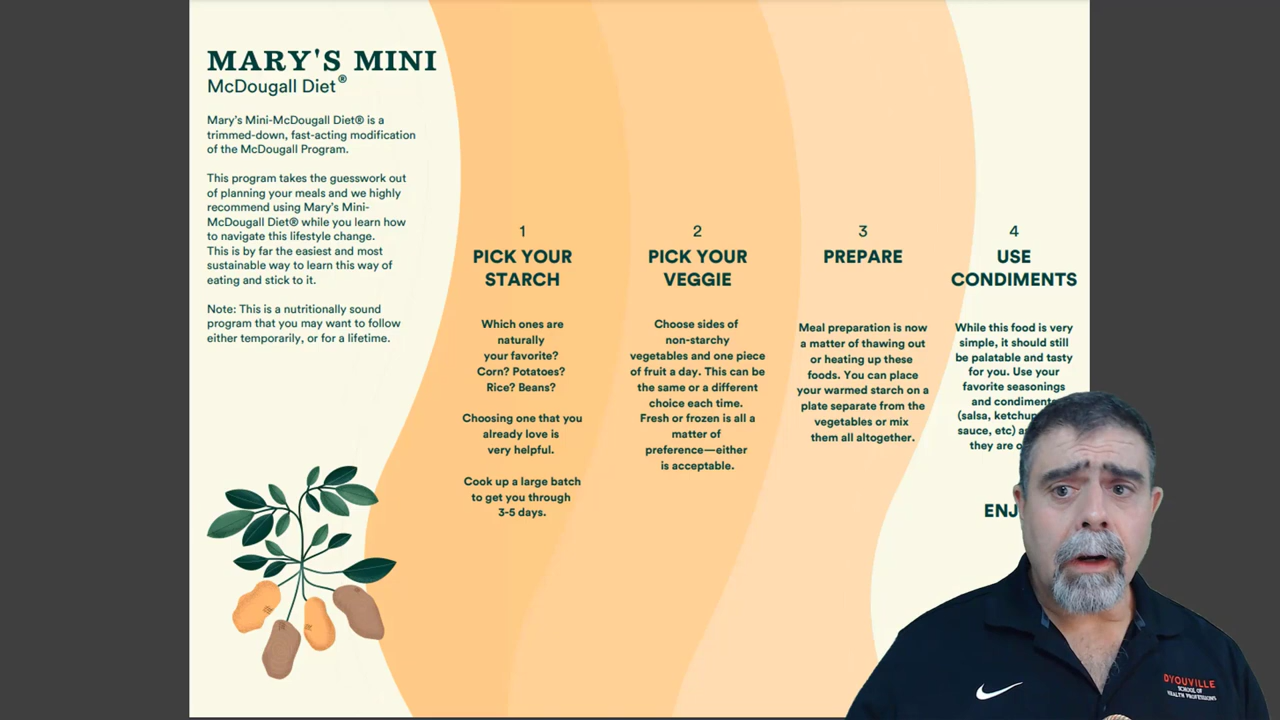 MARY'S MINI
McDougall Diet®
Mary's Mini-McDougall Diet® is a
trimmed-down, fast-acting modification
of the McDougall Program.
This program takes the guesswork out
of planning your meals and we highly
recommend using Mary's Mini-
McDougall Diet® while you learn how
to navigate this lifestyle change.
This is by far the easiest and most
sustainable way to learn this way of
eating and stick to it.
Note: This is a nutritionally sound
program that you may want to follow
either temporarily, or for a lifetime.
1
PICK YOUR
STARCH
Which ones are
naturally
your favorite?
Corn? Potatoes?
Rice? Beans?
Choosing one that you
already love is
very helpful.
Cook up a large batch
to get you through
3-5 days.
2
PICK YOUR
VEGGIE
Choose sides of
non-starchy
vegetables and one piece
of fruit a day. This can be
the same or a different
choice each time.
Fresh or frozen is all a
matter of
preference—either
is acceptable.
3
PREPARE
Meal preparation is now
a matter of thawing out
or heating up these
foods. You can place
your warmed starch on a
plate separate from the
vegetables or mix
them all altogether.
4
USE
CONDIMENTS
While this food is very
simple, it should still
be palatable and tasty
for you. Use your
favorite seasonings
and condiments
(salsa, ketchup
sauce, etc)
they are
D'YOUVILLE
SCHOOL OF
HEALTH PROFESSIONS